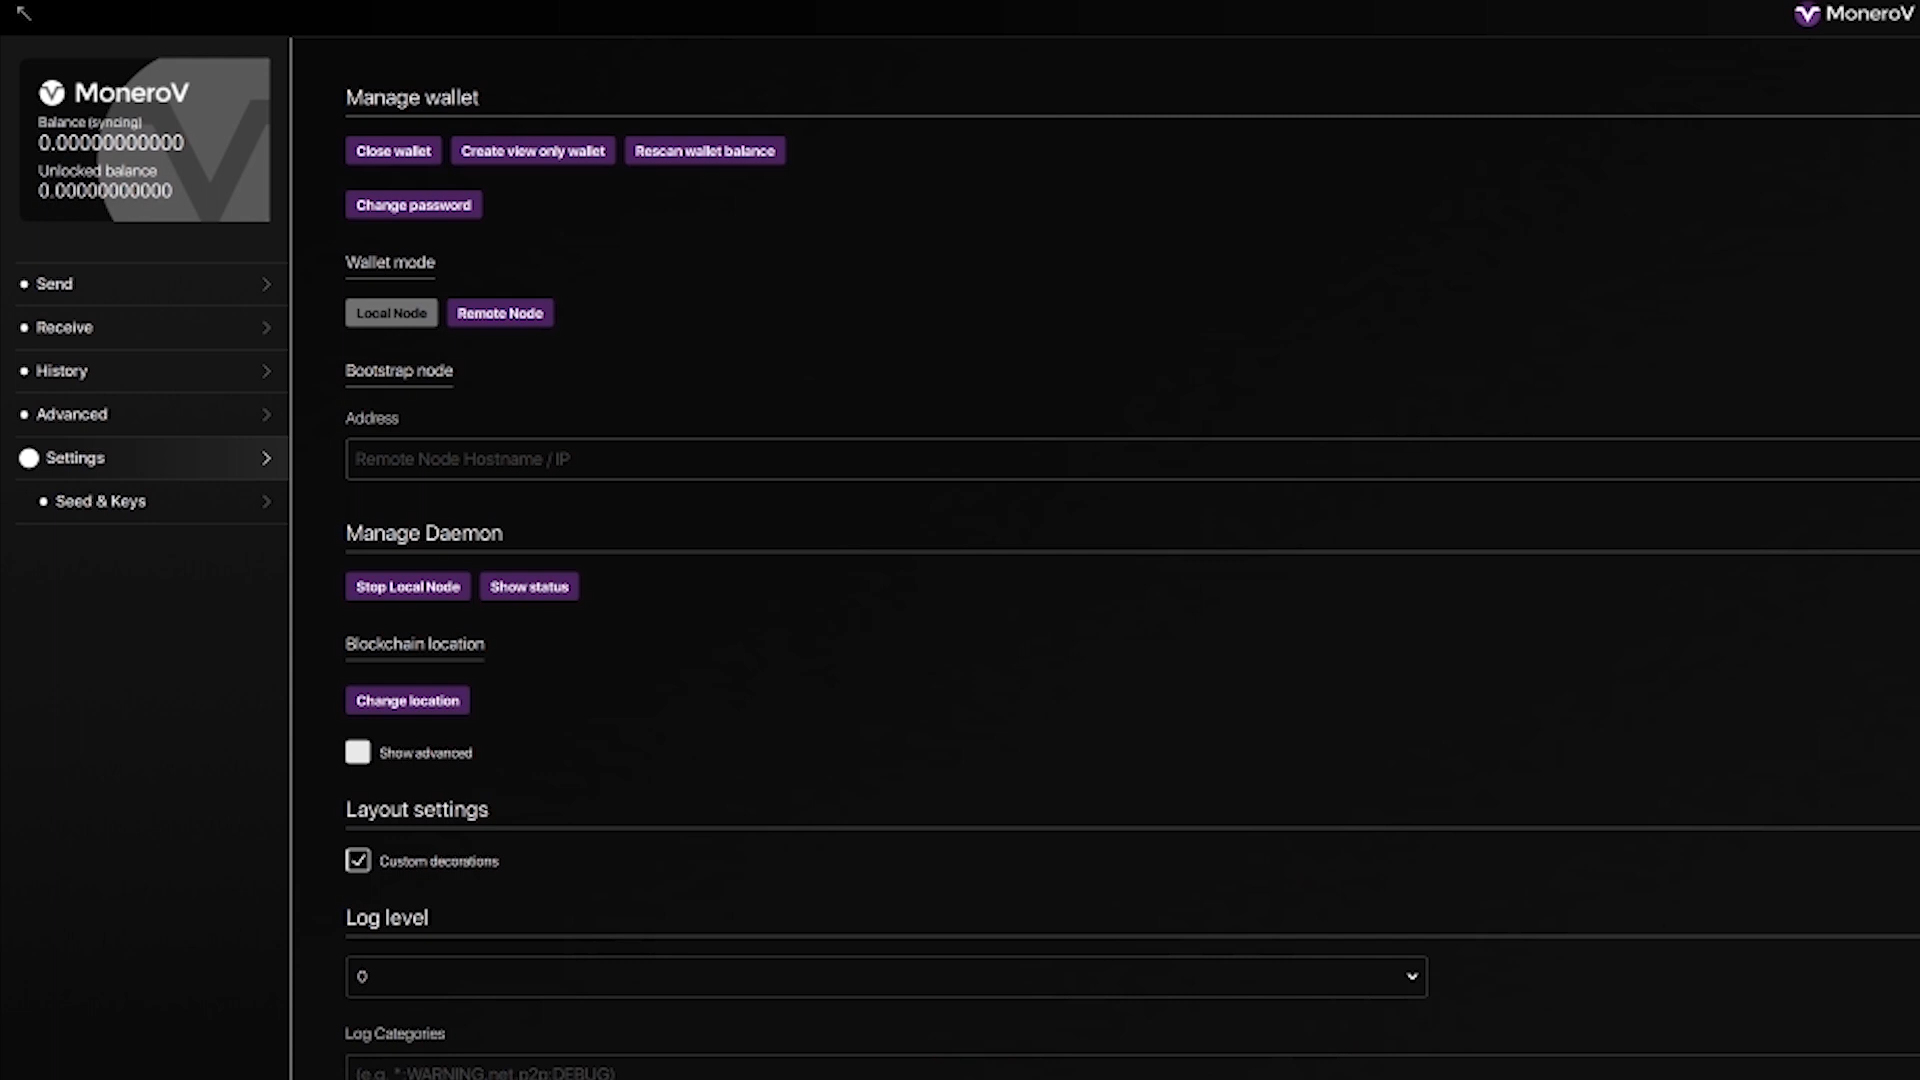 MoneroV
MoneroV
Balance (syncing)
0.00000000000
Unlocked balance
0.00000000000
Send
Receive
History
Advanced
Settings
Seed & Keys
Manage wallet
Close wallet Create view only wallet Rescan wallet balance
Change password
Wallet mode
Local Node Remote Node
Bootstrap node
Address
Remote Node Hostname / IP
Manage Daemon
Stop Local Node Show status
Blockchain location
Change location
Show advanced
Layout settings
Custom decorations
Log level
0
Log Categories
(e.g. *:WARNING,net.p2p:DEBUG)